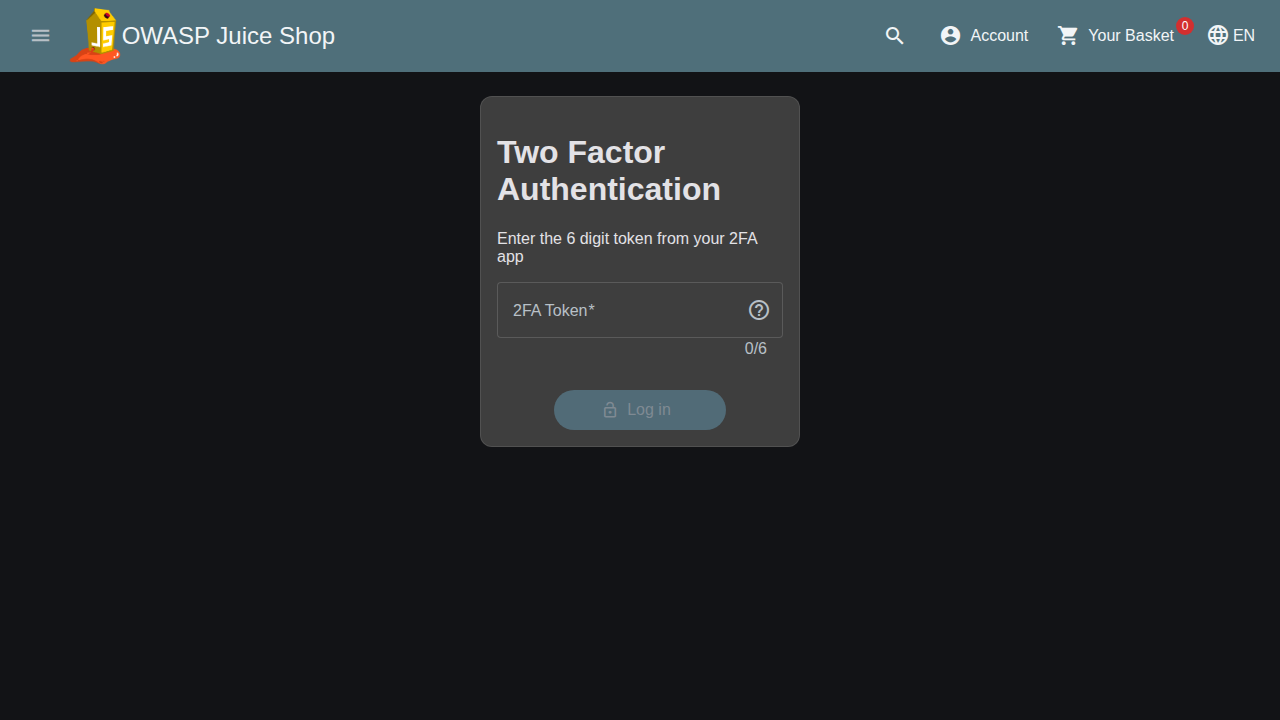 OWASP Juice Shop
Account
Your Basket
0
EN
Two Factor
Authentication
Enter the 6 digit token from your 2FA
app
2FA Token*
0/6
Log in